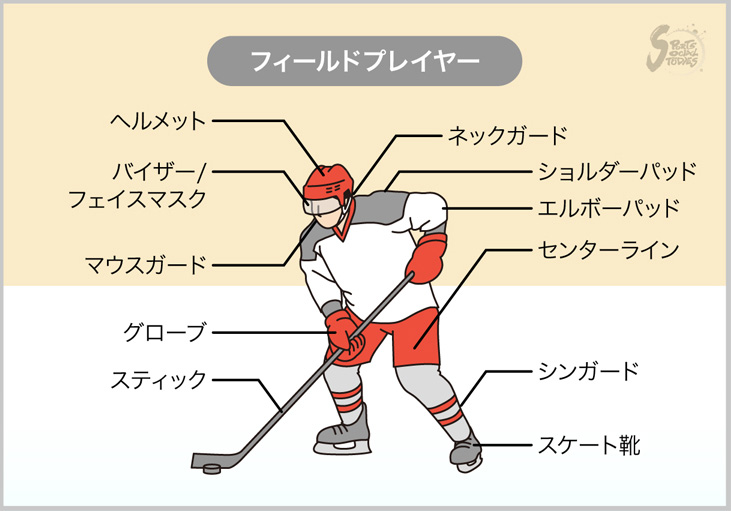 フィールドプレイヤー
SPORTS
SOCIAL
STORIES
ヘルメット
バイザー/
フェイスマスク
マウスガード
グローブ
スティック
ネックガード
ショルダーパッド
エルボーパッド
センターライン
シンガード
スケート靴